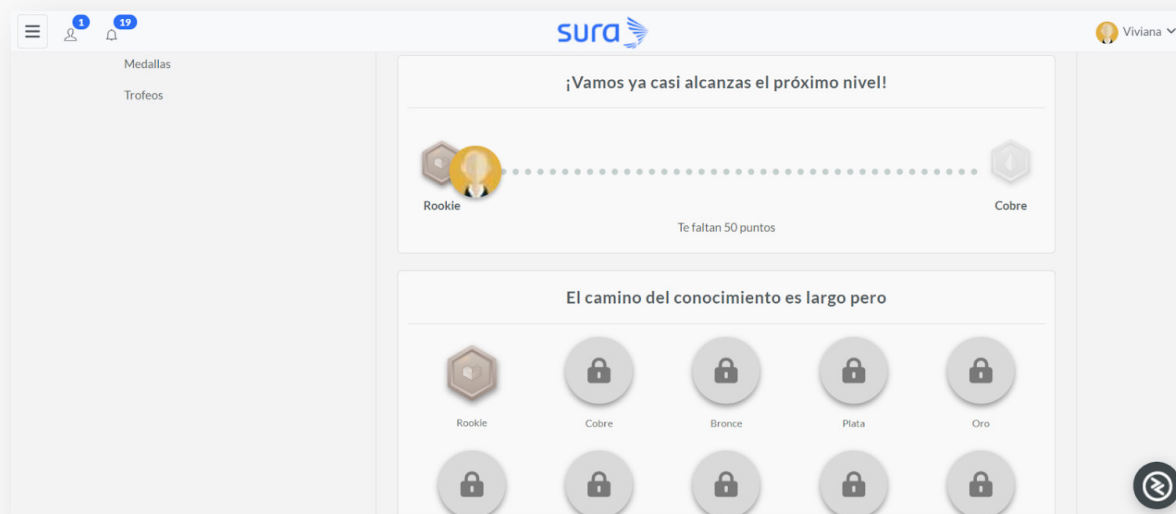 1
19
sura
Viviana
Medallas
Trofeos
¡Vamos ya casi alcanzas el próximo nivel!
Rookie
Cobre
Te faltan 50 puntos
El camino del conocimiento es largo pero
Rookie
Cobre
Bronce
Plata
Oro